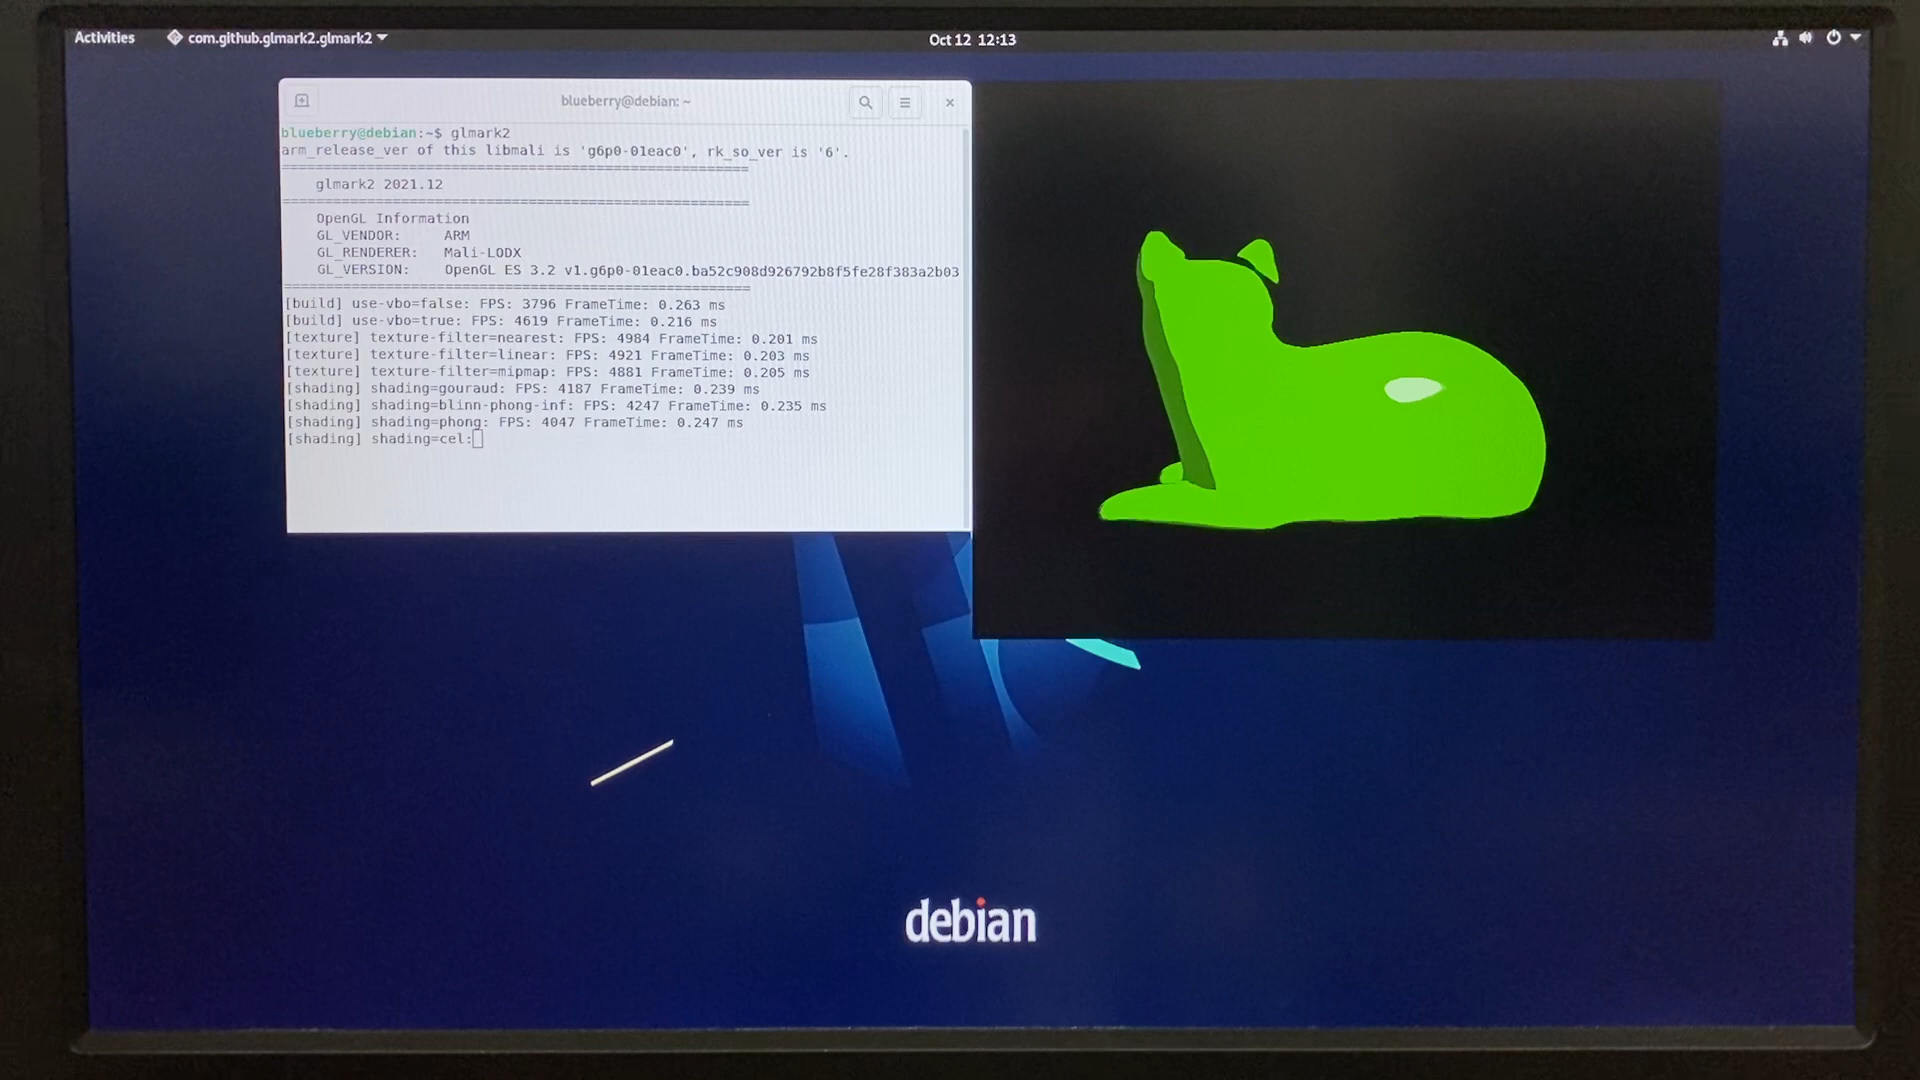 Activities com.github.glmark2.glmark2 Oct 12 12:13
blueberry@debian: ~
blueberry@debian:~$ glmark2
arm_release_ver of this libmali is 'g6p0-01eac0', rk_so_ver is '6'.
=======================================================
glmark2 2021.12
=======================================================
OpenGL Information
GL_VENDOR: ARM
GL_RENDERER: Mali-LODX
GL_VERSION: OpenGL ES 3.2 v1.g6p0-01eac0.ba52c908d926792b8f5fe28f383a2b03
=======================================================
[build] use-vbo=false: FPS: 3796 FrameTime: 0.263 ms
[build] use-vbo=true: FPS: 4619 FrameTime: 0.216 ms
[texture] texture-filter=nearest: FPS: 4984 FrameTime: 0.201 ms
[texture] texture-filter=linear: FPS: 4921 FrameTime: 0.203 ms
[texture] texture-filter=mipmap: FPS: 4881 FrameTime: 0.205 ms
[shading] shading=gouraud: FPS: 4187 FrameTime: 0.239 ms
[shading] shading=blinn-phong-inf: FPS: 4247 FrameTime: 0.235 ms
[shading] shading=phong: FPS: 4047 FrameTime: 0.247 ms
[shading] shading=cel:
debian